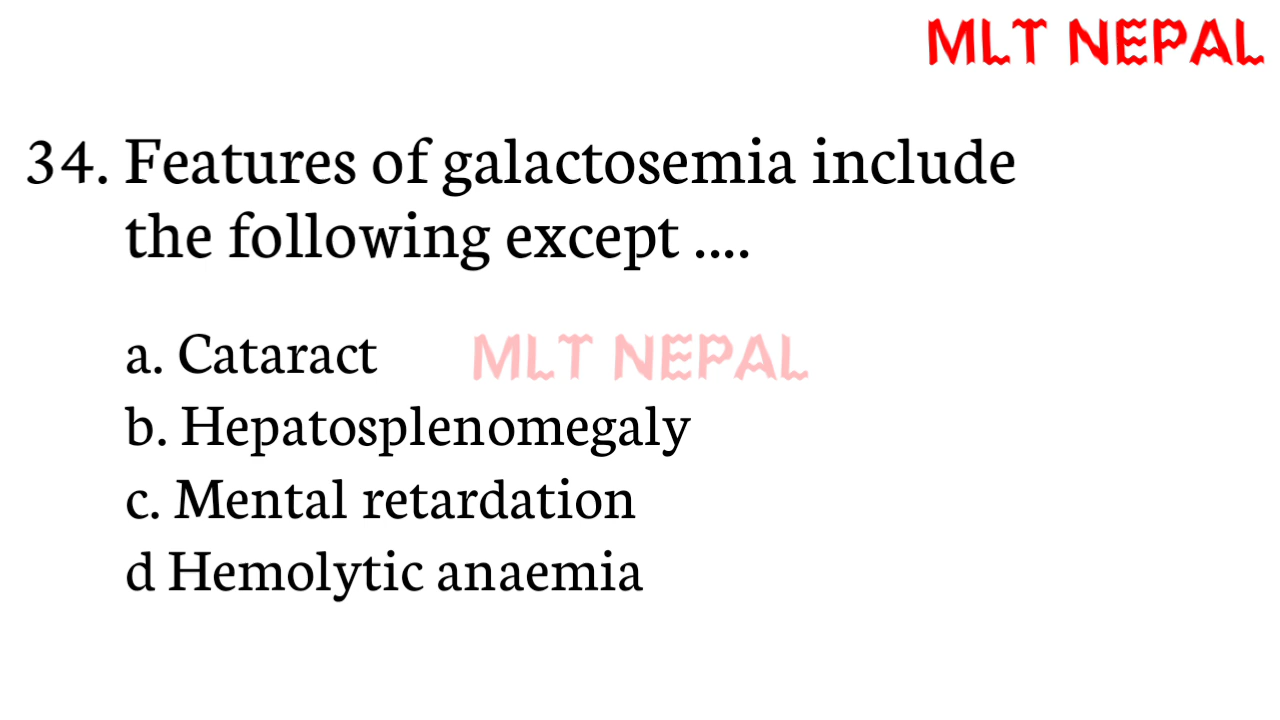 MLT NEPAL
34. Features of galactosemia include
the following except ....
a. Cataract
MLT NEPAL
b. Hepatosplenomegaly
c. Mental retardation
d Hemolytic anaemia